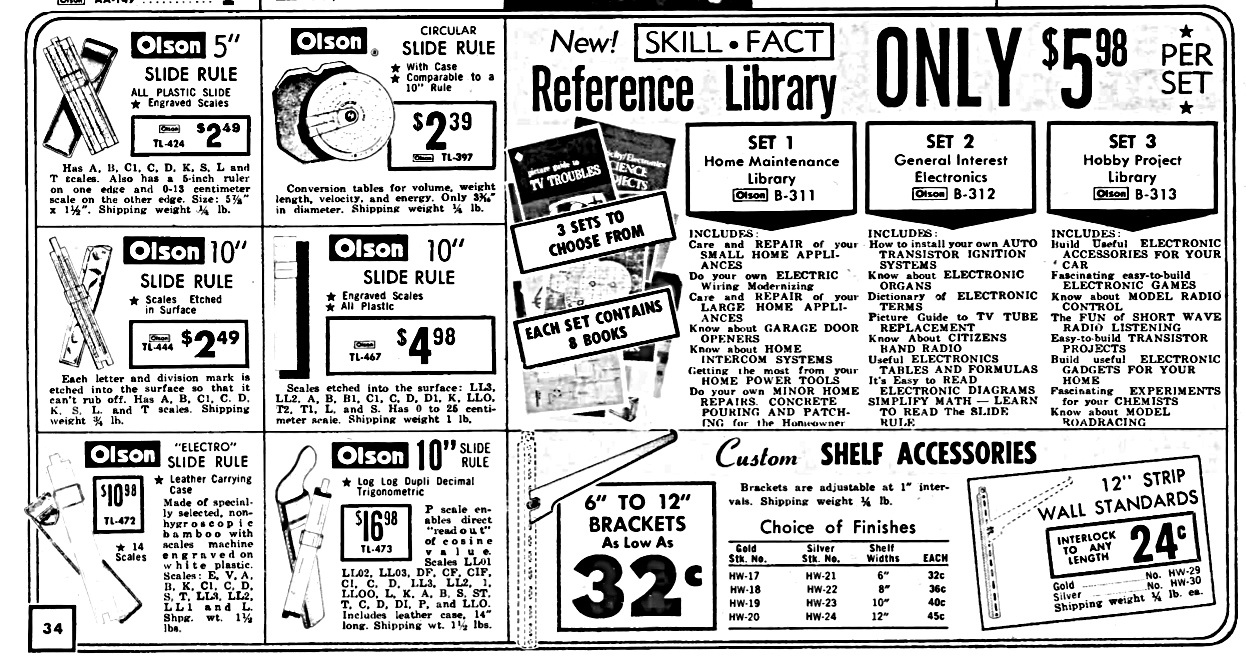 Olson 5"
SLIDE RULE
ALL PLASTIC SLIDE
★ Engraved Scales
Olson
TL-424
$2 49
Has A, B, C1, C, D, K, S, L and
T scales. Also has a 5-inch ruler
on one edge and 0-13 centimeter
scale on the other edge. Size: 5⅞"
x 1½". Shipping weight ¼ lb.
Olson ®
CIRCULAR
SLIDE RULE
★ With Case
★ Comparable to a
10" Rule
$2 39
Olson TL-397
Conversion tables for volume, weight
length, velocity, and energy. Only
in diameter. Shipping weight ¼ lb.
Olson 10"
SLIDE RULE
★ Scales Etched
in Surface
Olson
TL-444
$2 49
Each letter and division mark is
etched into the surface so that it
can't rub off. Has A, B, C1, C, D,
K, S, L, and T scales. Shipping
weight ¾ lb.
Olson 10"
SLIDE RULE
★ Engraved Scales
★ All Plastic
Olson
TL-467
$4 98
Scales etched into the surface: LL3,
LL2, A, B, B1, C1, C, D, D1, K, LLO,
T2, T1, L, and S. Has 0 to 25 centi-
meter scale. Shipping weight 1 lb.
Olson
"ELECTRO"
SLIDE RULE
★ Leather Carrying
Case
$10 98
TL-472
★ 14
Scales
Made of special-
ly selected, non-
hygroscopic
bamboo with
scales machine
engraved on
white plastic.
Scales: E, V, A,
B, K, C1, C, D,
S, T, LL3, LL2,
LL1 and L.
Shpg. wt. 1½
lbs.
34
Olson 10" SLIDE
RULE
★ Log Log Dupli Decimal
Trigonometric
$16 98
TL-473
P scale en-
ables direct
"read out"
of cosine
value.
Scales LL01
LL02, LL03, DF, CF, CIF,
C1, C, D, LL3, LL2, 1,
LLOO, L, K, A, B, S, ST,
T, C, D, DI, P, and LLO.
Includes leather case, 14"
long. Shipping wt. 1½ lbs.
New! SKILL • FACT
Reference Library
ONLY $5 98
★
PER
SET
★
picture guide to
TV TROUBLES
SCIENCE
PROJECTS
3 SETS TO
CHOOSE FROM
EACH SET CONTAINS
8 BOOKS
SET 1
Home Maintenance
Library
Olson B-311
INCLUDES:
Care and REPAIR of your
SMALL HOME APPLI-
ANCES
Do your own ELECTRIC
Wiring Modernizing
Care and REPAIR of your
LARGE HOME APPLI-
ANCES
Know about GARAGE DOOR
OPENERS
Know about HOME
INTERCOM SYSTEMS
Getting the most from your
HOME POWER TOOLS
Do your own MINOR HOME
REPAIRS. CONCRETE
POURING AND PATCH-
ING for the Homeowner
SET 2
General Interest
Electronics
Olson B-312
INCLUDES:
How to install your own AUTO
TRANSISTOR IGNITION
SYSTEMS
Know about ELECTRONIC
ORGANS
Dictionary of ELECTRONIC
TERMS
Picture Guide to TV TUBE
REPLACEMENT
Know About CITIZENS
BAND RADIO
Useful ELECTRONICS
TABLES AND FORMULAS
It's Easy to READ
ELECTRONIC DIAGRAMS
SIMPLIFY MATH — LEARN
TO READ The SLIDE
RULE
SET 3
Hobby Project
Library
Olson B-313
INCLUDES:
Build Useful ELECTRONIC
ACCESSORIES FOR YOUR
CAR
Fascinating easy-to-build
ELECTRONIC GAMES
Know about MODEL RADIO
CONTROL
The FUN of SHORT WAVE
RADIO LISTENING
Easy-to-build TRANSISTOR
PROJECTS
Build useful ELECTRONIC
GADGETS FOR YOUR
HOME
Fascinating EXPERIMENTS
for your CHEMISTS
Know about MODEL
ROADRACING
Custom SHELF ACCESSORIES
6" TO 12"
BRACKETS
As Low As
32c
Brackets are adjustable at 1" inter-
vals. Shipping weight ¼ lb.
Choice of Finishes
Gold Stk. No. Silver Stk. No. Shelf Widths EACH
HW-17 HW-21 6" 32c
HW-18 HW-22 8" 36c
HW-19 HW-23 10" 40c
HW-20 HW-24 12" 45c
12" STRIP
WALL STANDARDS
INTERLOCK
TO ANY
LENGTH
24c
Gold No. HW-29
Silver No. HW-30
Shipping weight ¼ lb. ea.